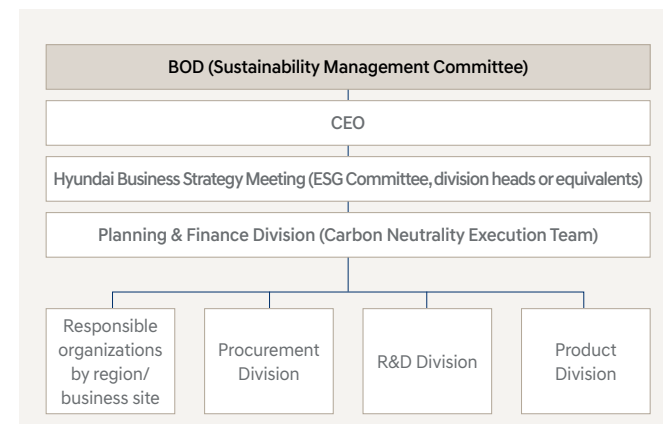 BOD (Sustainability Management Committee)
CEO
Hyundai Business Strategy Meeting (ESG Committee, division heads or equivalents)
Planning & Finance Division (Carbon Neutrality Execution Team)
Responsible
organizations
by region/
business site
Procurement
Division
R&D Division
Product
Division